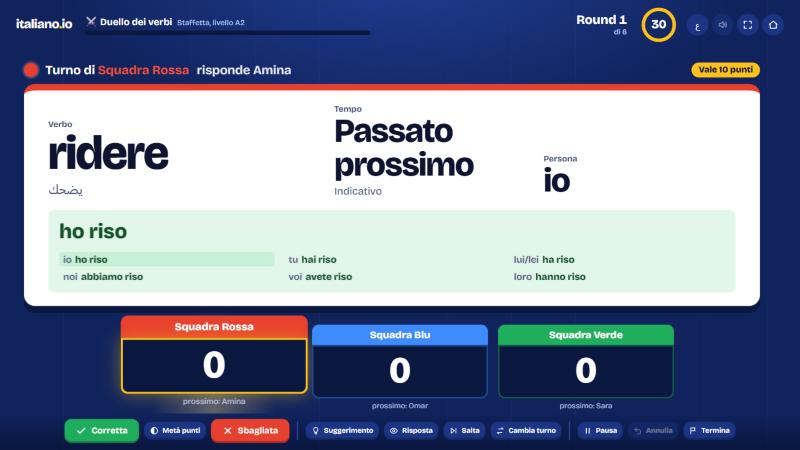 italiano.io
Duello dei verbi Staffetta, livello A2
Round 1
di 6
30
ع
Turno di Squadra Rossa risponde Amina
Vale 10 punti
Verbo
ridere
يضحك
Tempo
Passato
prossimo
Indicativo
Persona
io
ho riso
io ho riso
tu hai riso
lui/lei ha riso
noi abbiamo riso
voi avete riso
loro hanno riso
Squadra Rossa
0
prossimo: Amina
Squadra Blu
0
prossimo: Omar
Squadra Verde
0
prossimo: Sara
Corretta
Metà punti
Sbagliata
Suggerimento
Risposta
Salta
Cambia turno
Pausa
Annulla
Termina